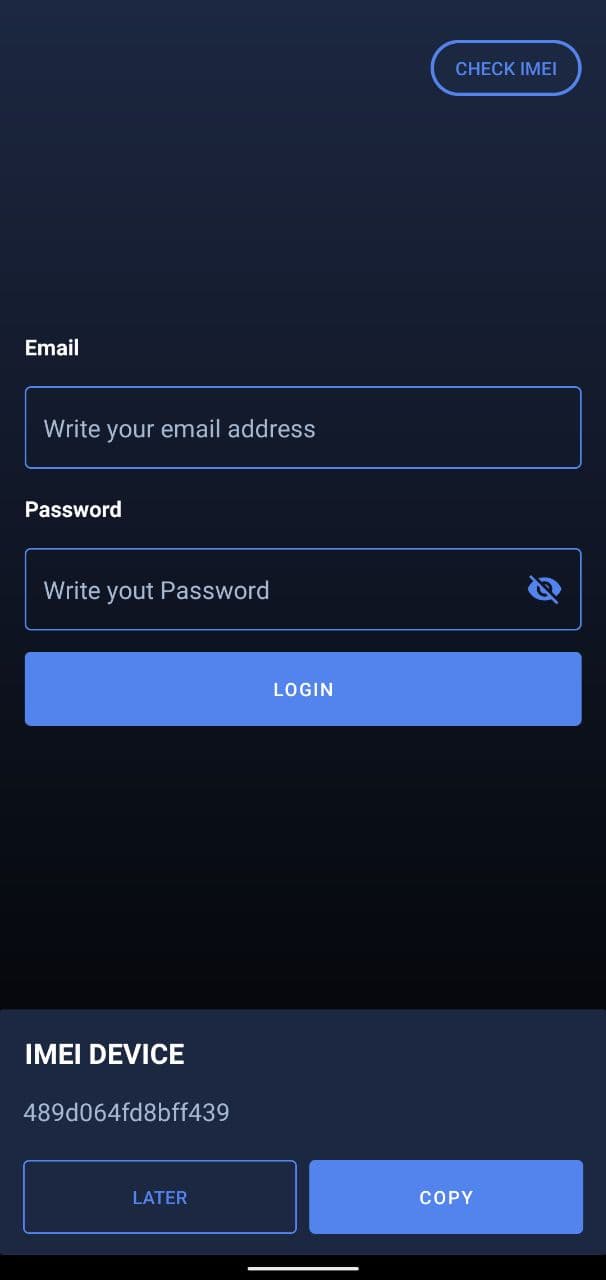 CHECK IMEI
Email
Write your email address
Password
Write yout Password
LOGIN
IMEI DEVICE
489d064fd8bff439
LATER
COPY